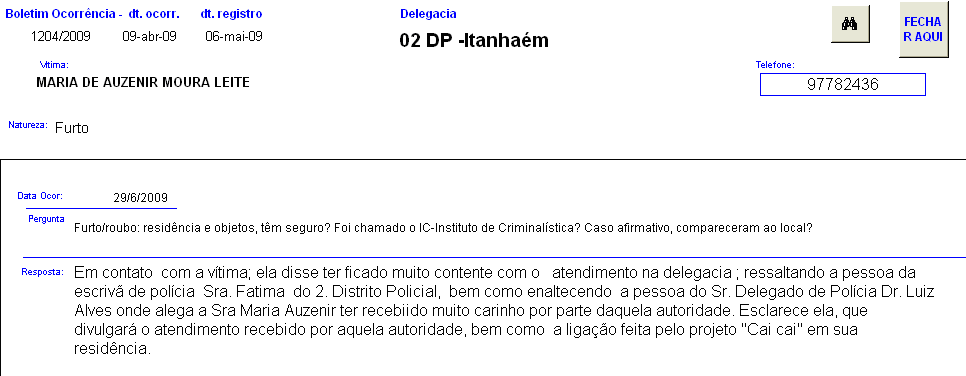 Boletim Ocorrência - dt. ocorr. dt. registro Delegacia
1204/2009 09-abr-09 06-mai-09 02 DP -Itanhaém
FECHA
R AQUI
Vítima:
MARIA DE AUZENIR MOURA LEITE
Telefone:
97782436
Natureza: Furto
Data Ocor: 29/6/2009
Pergunta
Furto/roubo: residência e objetos, têm seguro? Foi chamado o IC-Instituto de Criminalística? Caso afirmativo, compareceram ao local?
Resposta: Em contato com a vítima; ela disse ter ficado muito contente com o atendimento na delegacia ; ressaltando a pessoa da
escrivã de polícia Sra. Fatima do 2. Distrito Policial, bem como enaltecendo a pessoa do Sr. Delegado de Polícia Dr. Luiz
Alves onde alega a Sra Maria Auzenir ter recebiido muito carinho por parte daquela autoridade. Esclarece ela, que
divulgará o atendimento recebido por aquela autoridade, bem como a ligação feita pelo projeto "Cai cai" em sua
residência.